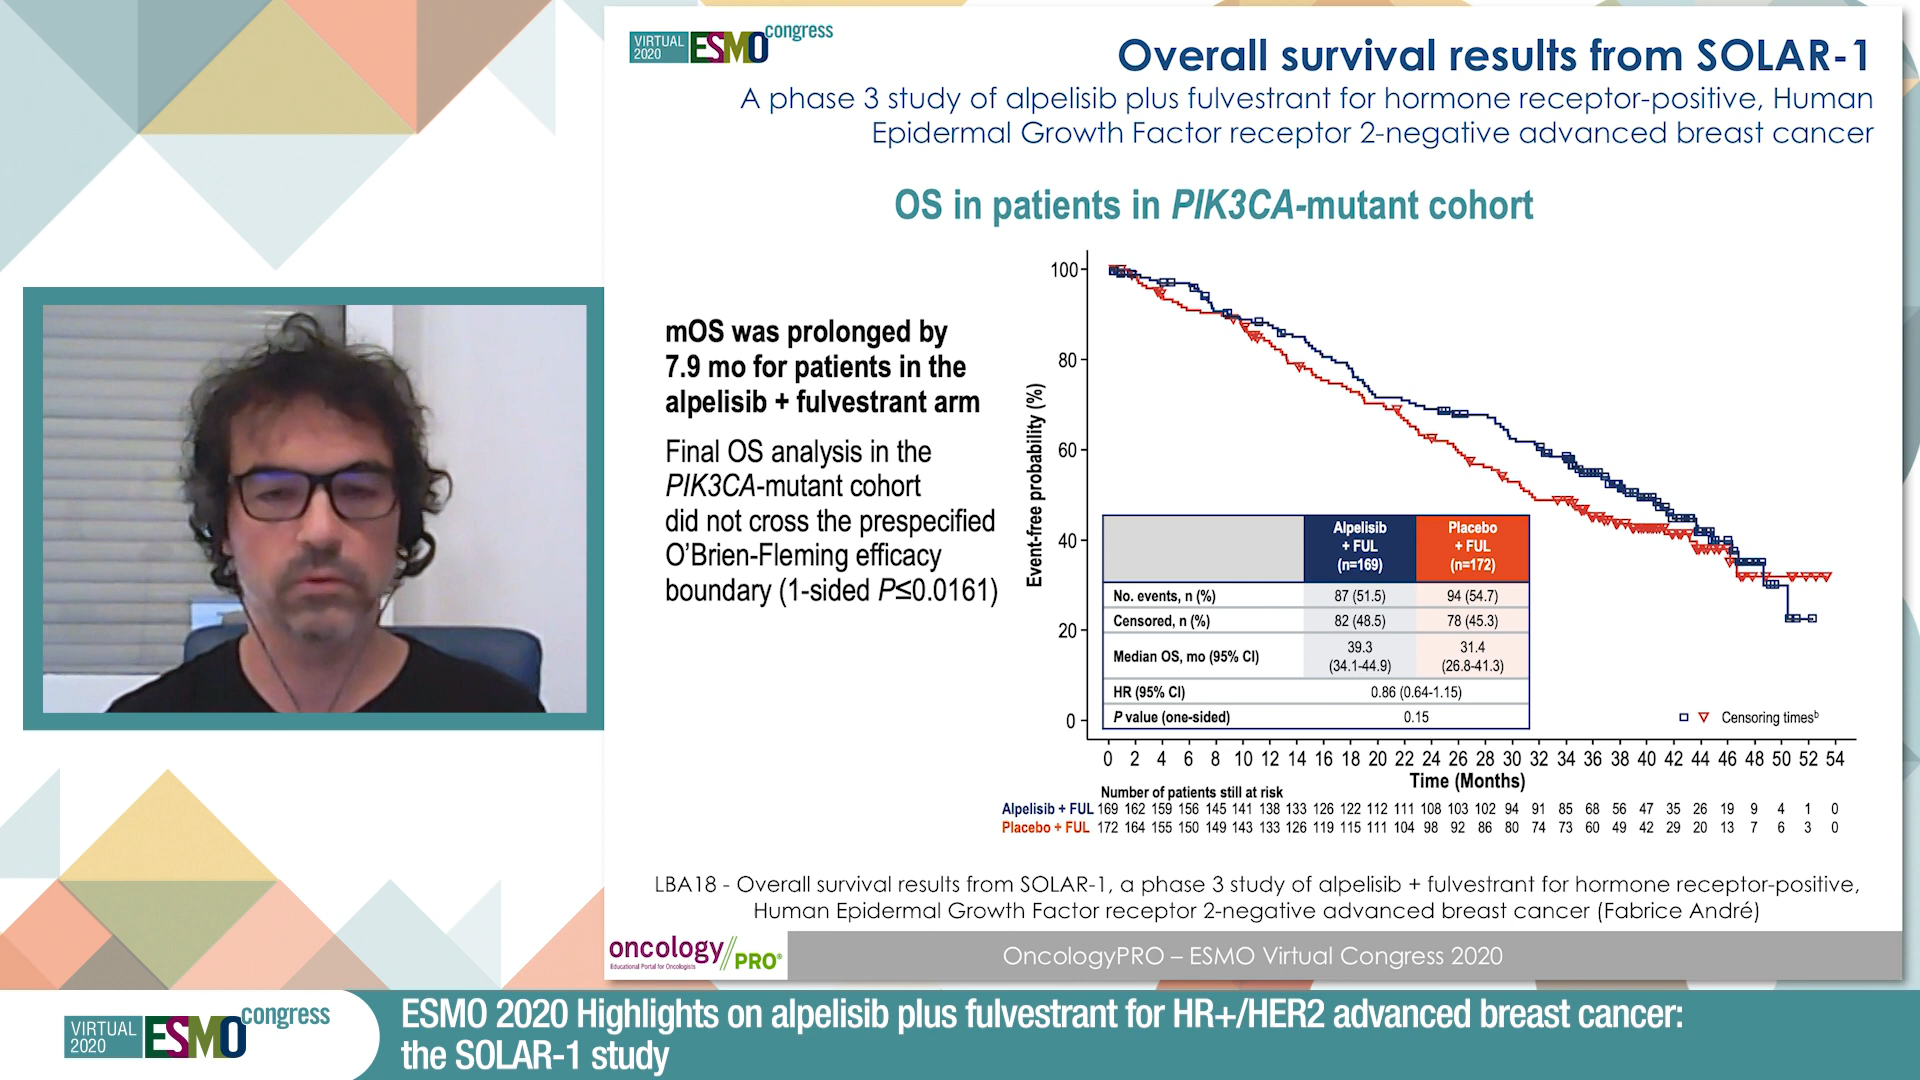 VIRTUAL 2020 ESMO congress
Overall survival results from SOLAR-1
A phase 3 study of alpelisib plus fulvestrant for hormone receptor-positive, Human
Epidermal Growth Factor receptor 2-negative advanced breast cancer
OS in patients in PIK3CA-mutant cohort
mOS was prolonged by
7.9 mo for patients in the
alpelisib + fulvestrant arm
Final OS analysis in the
PIK3CA-mutant cohort
did not cross the prespecified
O'Brien-Fleming efficacy
boundary (1-sided P≤0.0161)
Event-free probability (%)
100
80
60
40
20
0
Alpelisib + FUL (n=169) Placebo + FUL (n=172)
No. events, n (%) 87 (51.5) 94 (54.7)
Censored, n (%) 82 (48.5) 78 (45.3)
Median OS, mo (95% CI) 39.3 (34.1-44.9) 31.4 (26.8-41.3)
HR (95% CI) 0.86 (0.64-1.15)
P value (one-sided) 0.15
Censoring timesᵇ
0 2 4 6 8 10 12 14 16 18 20 22 24 26 28 30 32 34 36 38 40 42 44 46 48 50 52 54
Time (Months)
Number of patients still at risk
Alpelisib + FUL 169 162 159 156 145 141 138 133 126 122 112 111 108 103 102 94 91 85 68 56 47 35 26 19 9 4 1 0
Placebo + FUL 172 164 155 150 149 143 133 126 119 115 111 104 98 92 86 80 74 73 60 49 42 29 20 13 7 6 3 0
LBA18 - Overall survival results from SOLAR-1, a phase 3 study of alpelisib + fulvestrant for hormone receptor-positive,
Human Epidermal Growth Factor receptor 2-negative advanced breast cancer (Fabrice André)
oncology//PRO®
Educational Portal for Oncologists
OncologyPRO – ESMO Virtual Congress 2020
VIRTUAL 2020 ESMO congress
ESMO 2020 Highlights on alpelisib plus fulvestrant for HR+/HER2 advanced breast cancer:
the SOLAR-1 study